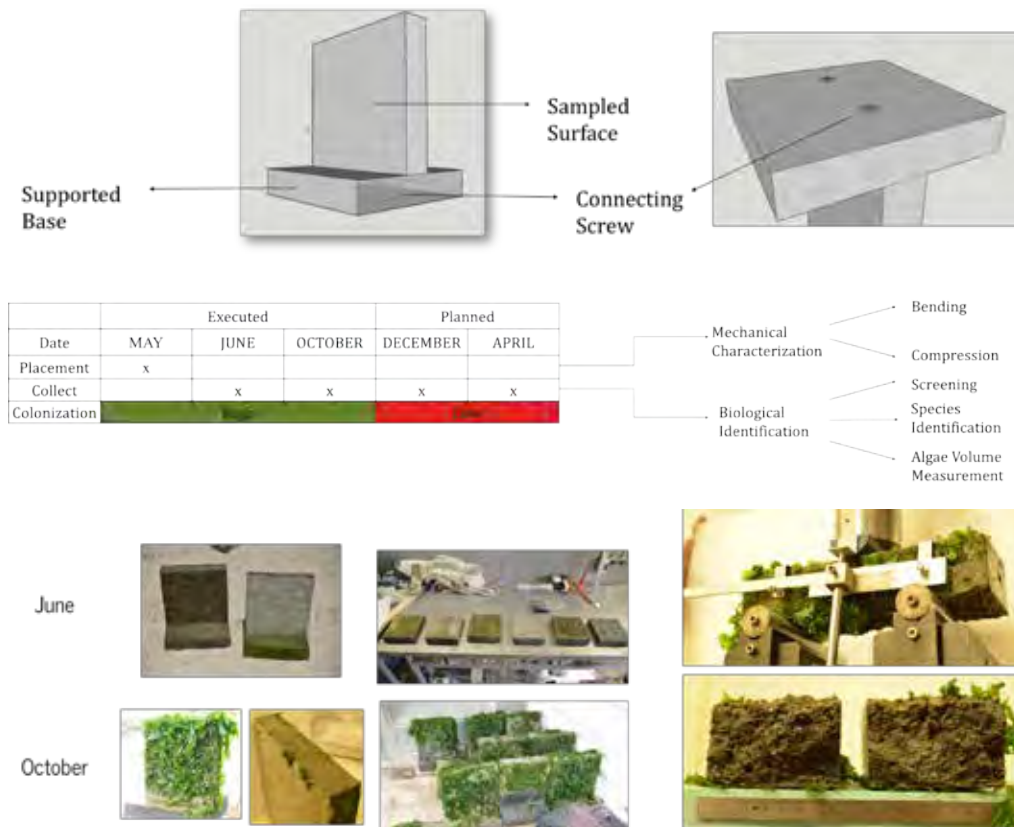 Sampled
Surface
Supported
Base
Connecting
Screw
Executed Planned
Date MAY JUNE OCTOBER DECEMBER APRIL
Placement x
Collect x x x x
Colonization
Mechanical
Characterization
Bending
Compression
Biological
Identification
Screening
Species
Identification
Algae Volume
Measurement
June
October